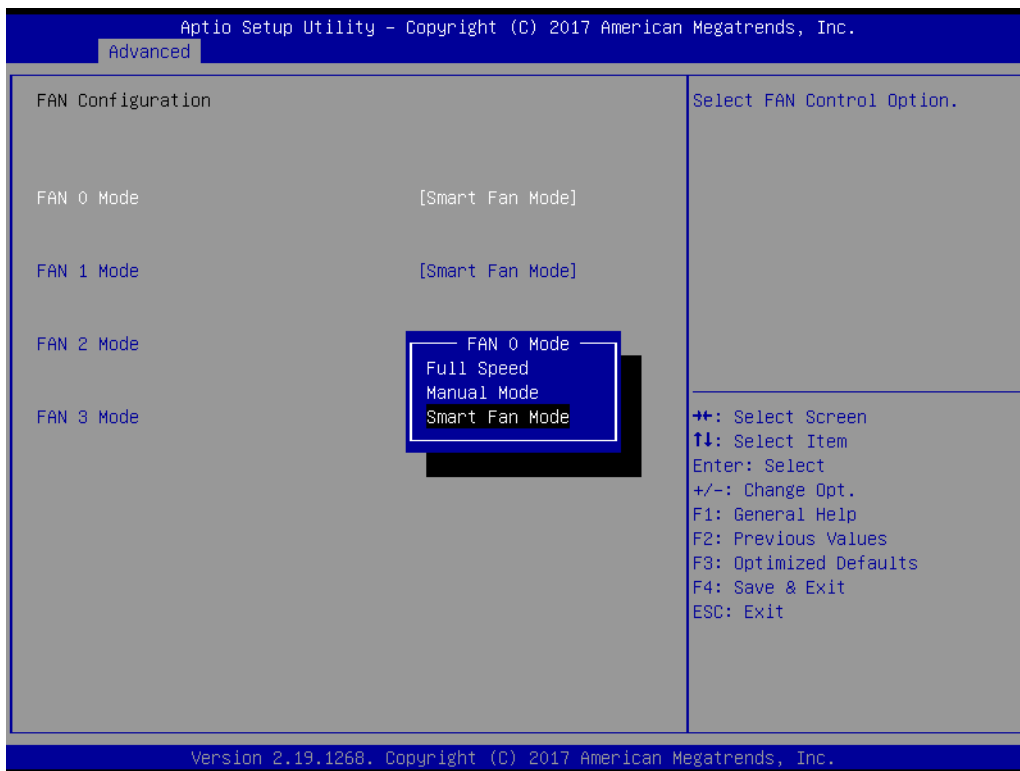 Aptio Setup Utility – Copyright (C) 2017 American Megatrends, Inc.
Advanced
FAN Configuration
FAN 0 Mode [Smart Fan Mode]
FAN 1 Mode [Smart Fan Mode]
FAN 2 Mode
FAN 3 Mode
FAN 0 Mode
Full Speed
Manual Mode
Smart Fan Mode
Select FAN Control Option.
→←: Select Screen
↑↓: Select Item
Enter: Select
+/-: Change Opt.
F1: General Help
F2: Previous Values
F3: Optimized Defaults
F4: Save & Exit
ESC: Exit
Version 2.19.1268. Copyright (C) 2017 American Megatrends, Inc.